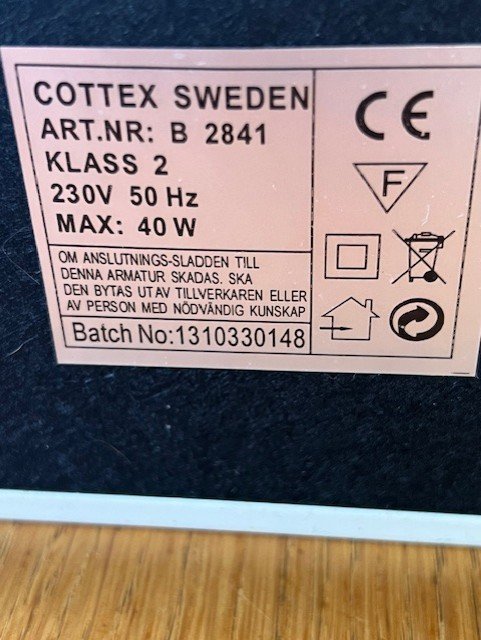 COTTEX SWEDEN
ART.NR: B 2841
KLASS 2
230V 50 Hz
MAX: 40 W
OM ANSLUTNINGS-SLADDEN TILL
DENNA ARMATUR SKADAS. SKA
DEN BYTAS UT AV TILLVERKAREN ELLER
AV PERSON MED NÖDVÄNDIG KUNSKAP
Batch No:1310330148
CE
F